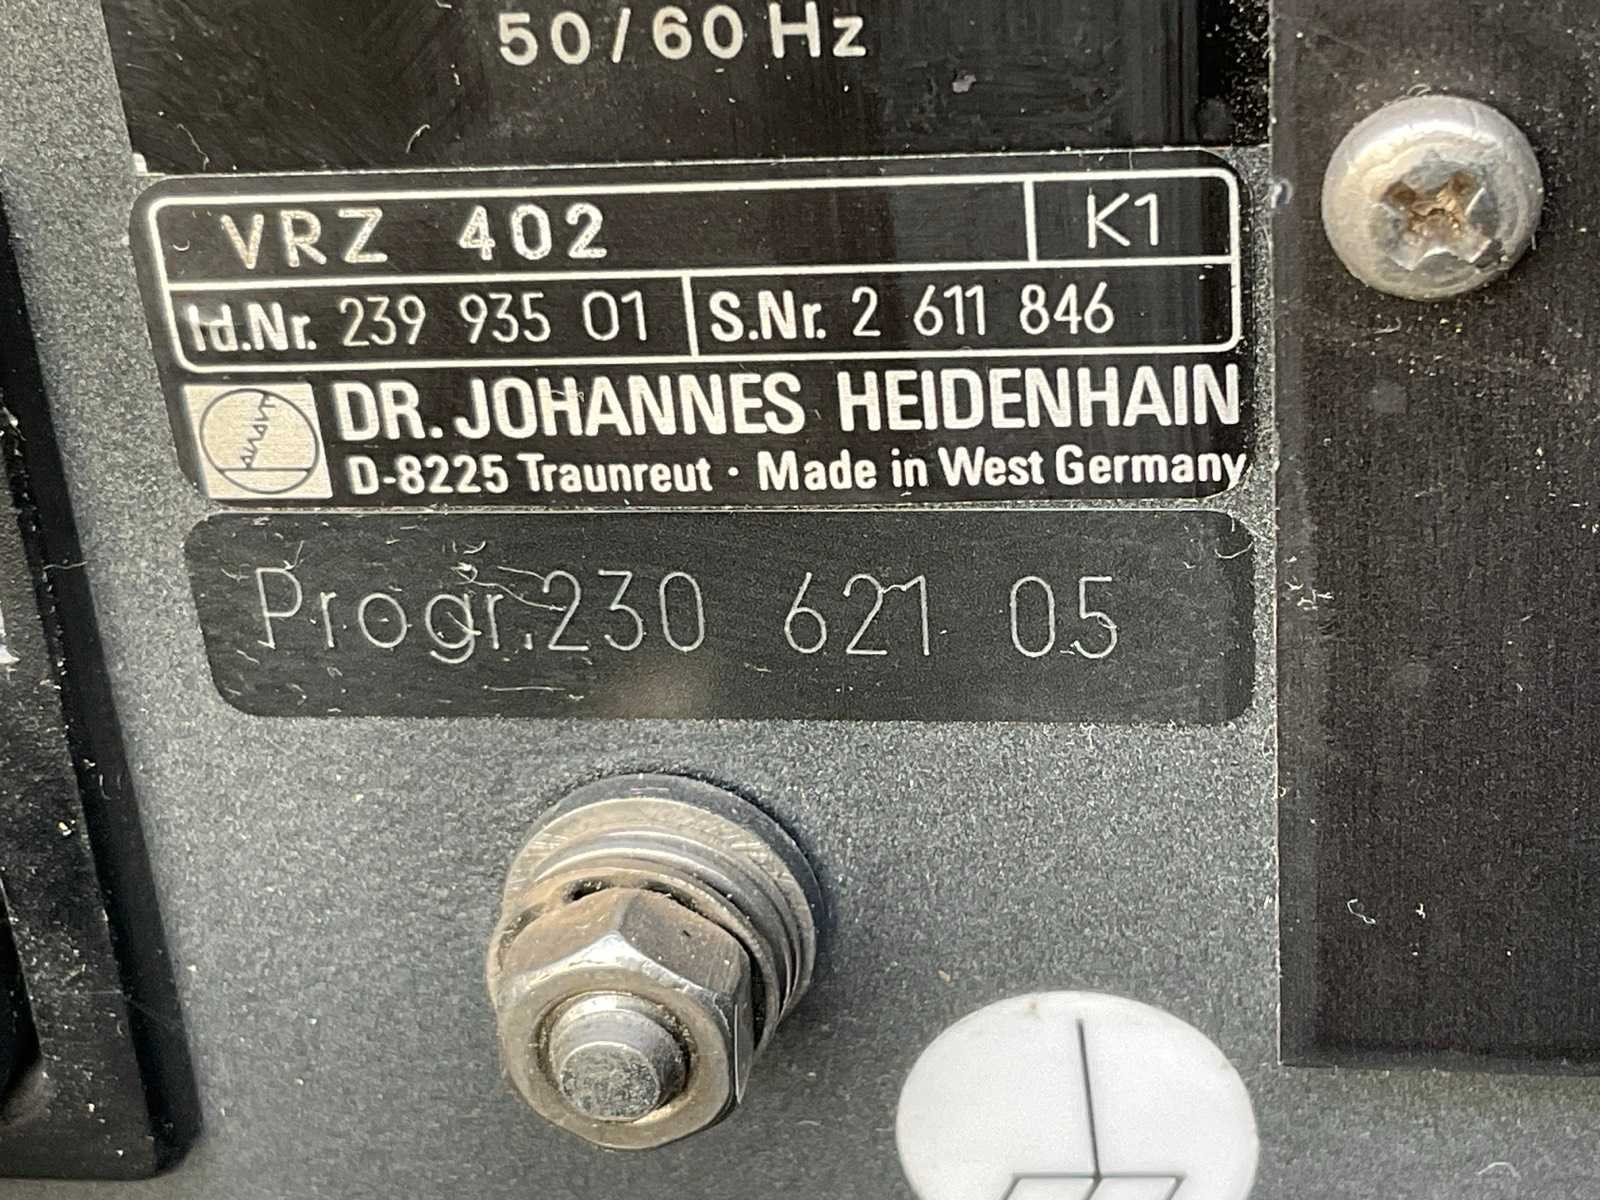 50/60 Hz
VRZ 402 K1
Id.Nr. 239 935 01 S.Nr. 2 611 846
DR. JOHANNES HEIDENHAIN
D-8225 Traunreut · Made in West Germany
Progr. 230 621 05